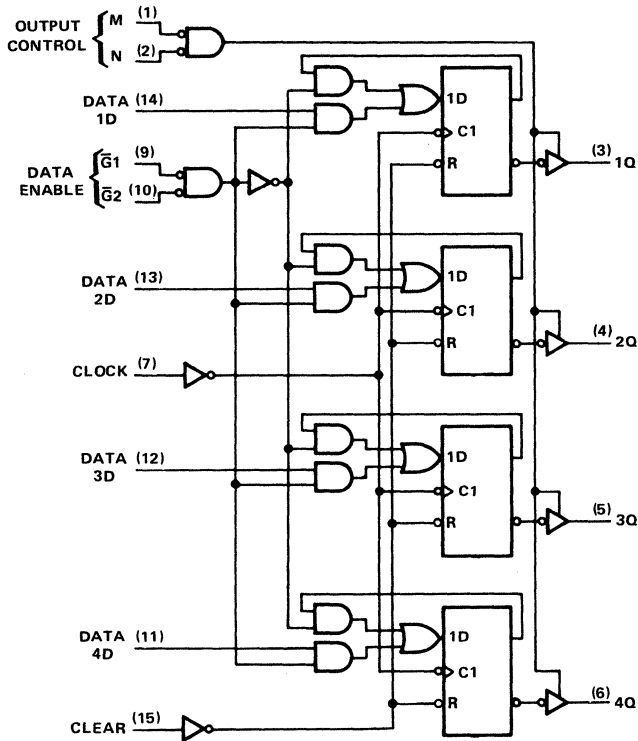 OUTPUT CONTROL
M (1)
N (2)
DATA 1D (14)
1D
C1
R
(3)
1Q
DATA ENABLE
G̅1 (9)
G̅2 (10)
DATA 2D (13)
1D
C1
R
(4)
2Q
CLOCK (7)
DATA 3D (12)
1D
C1
R
(5)
3Q
DATA 4D (11)
1D
C1
R
(6)
4Q
CLEAR (15)